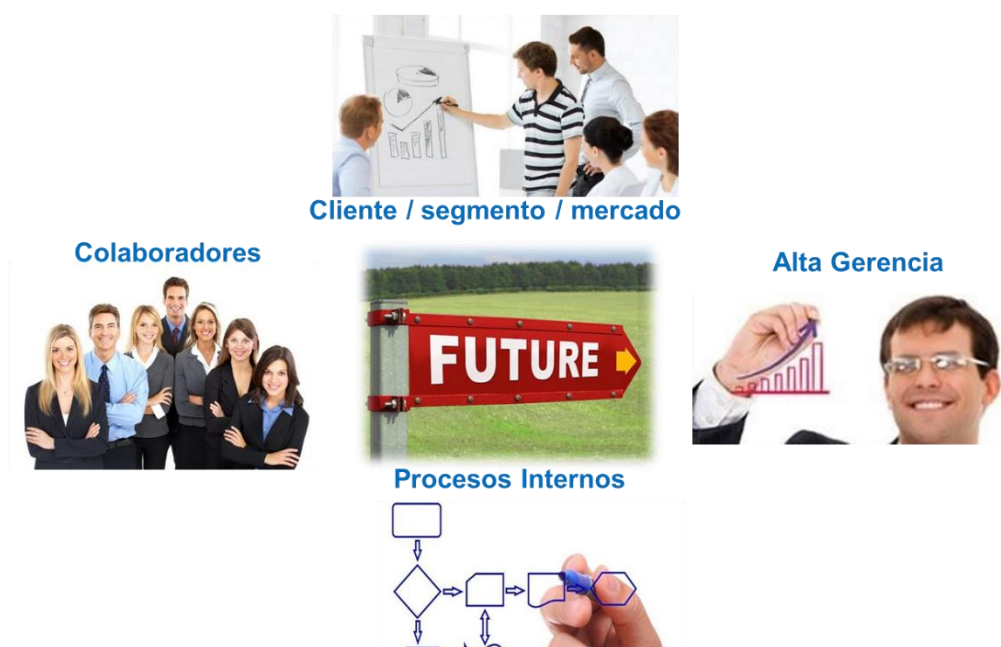 Cliente / segmento / mercado
Colaboradores
Alta Gerencia
FUTURE
Procesos Internos